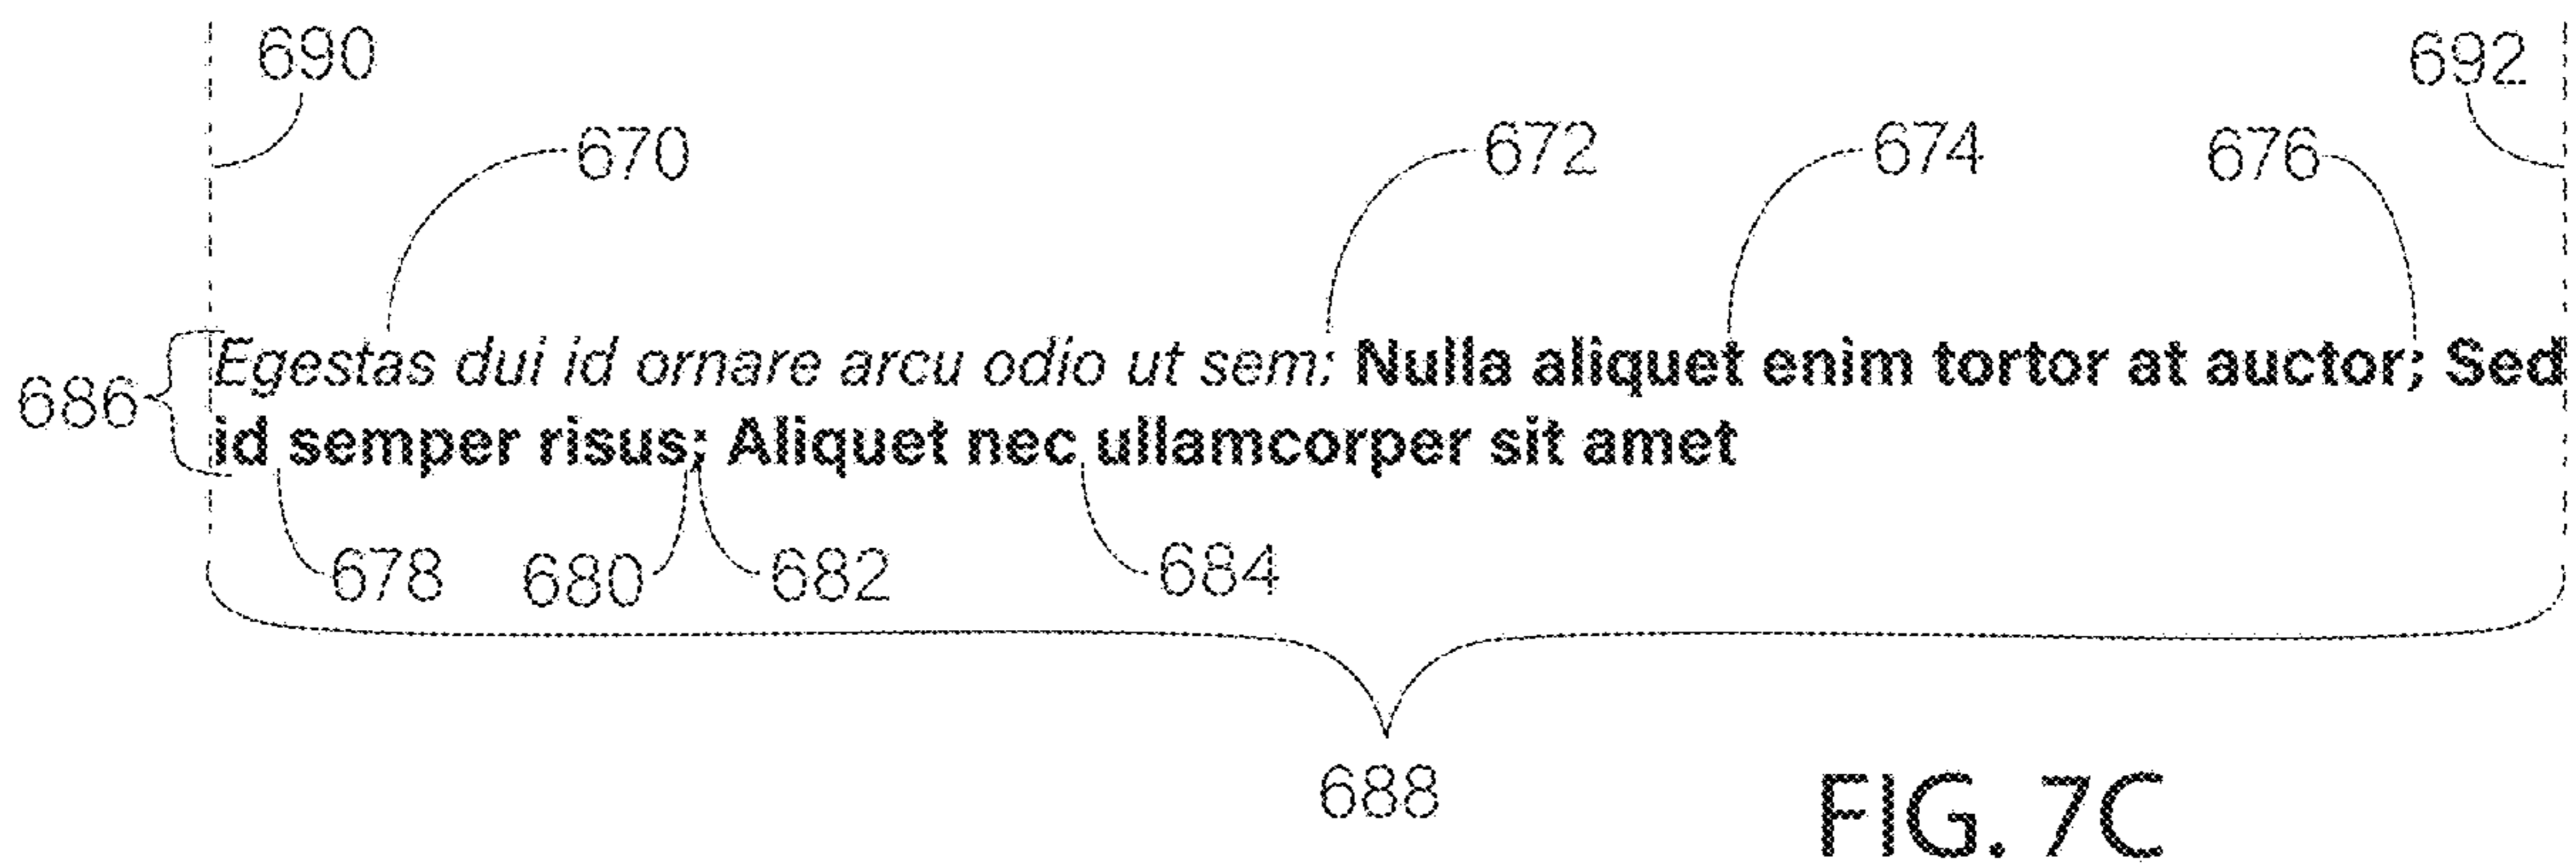 690 692
670 672 674 676
Egestas dui id ornare arcu odio ut sem: Nulla aliquet enim tortor at auctor; Sed
686
id semper risus; Aliquet nec ullamcorper sit amet
678 680 682 684
688
FIG. 7C